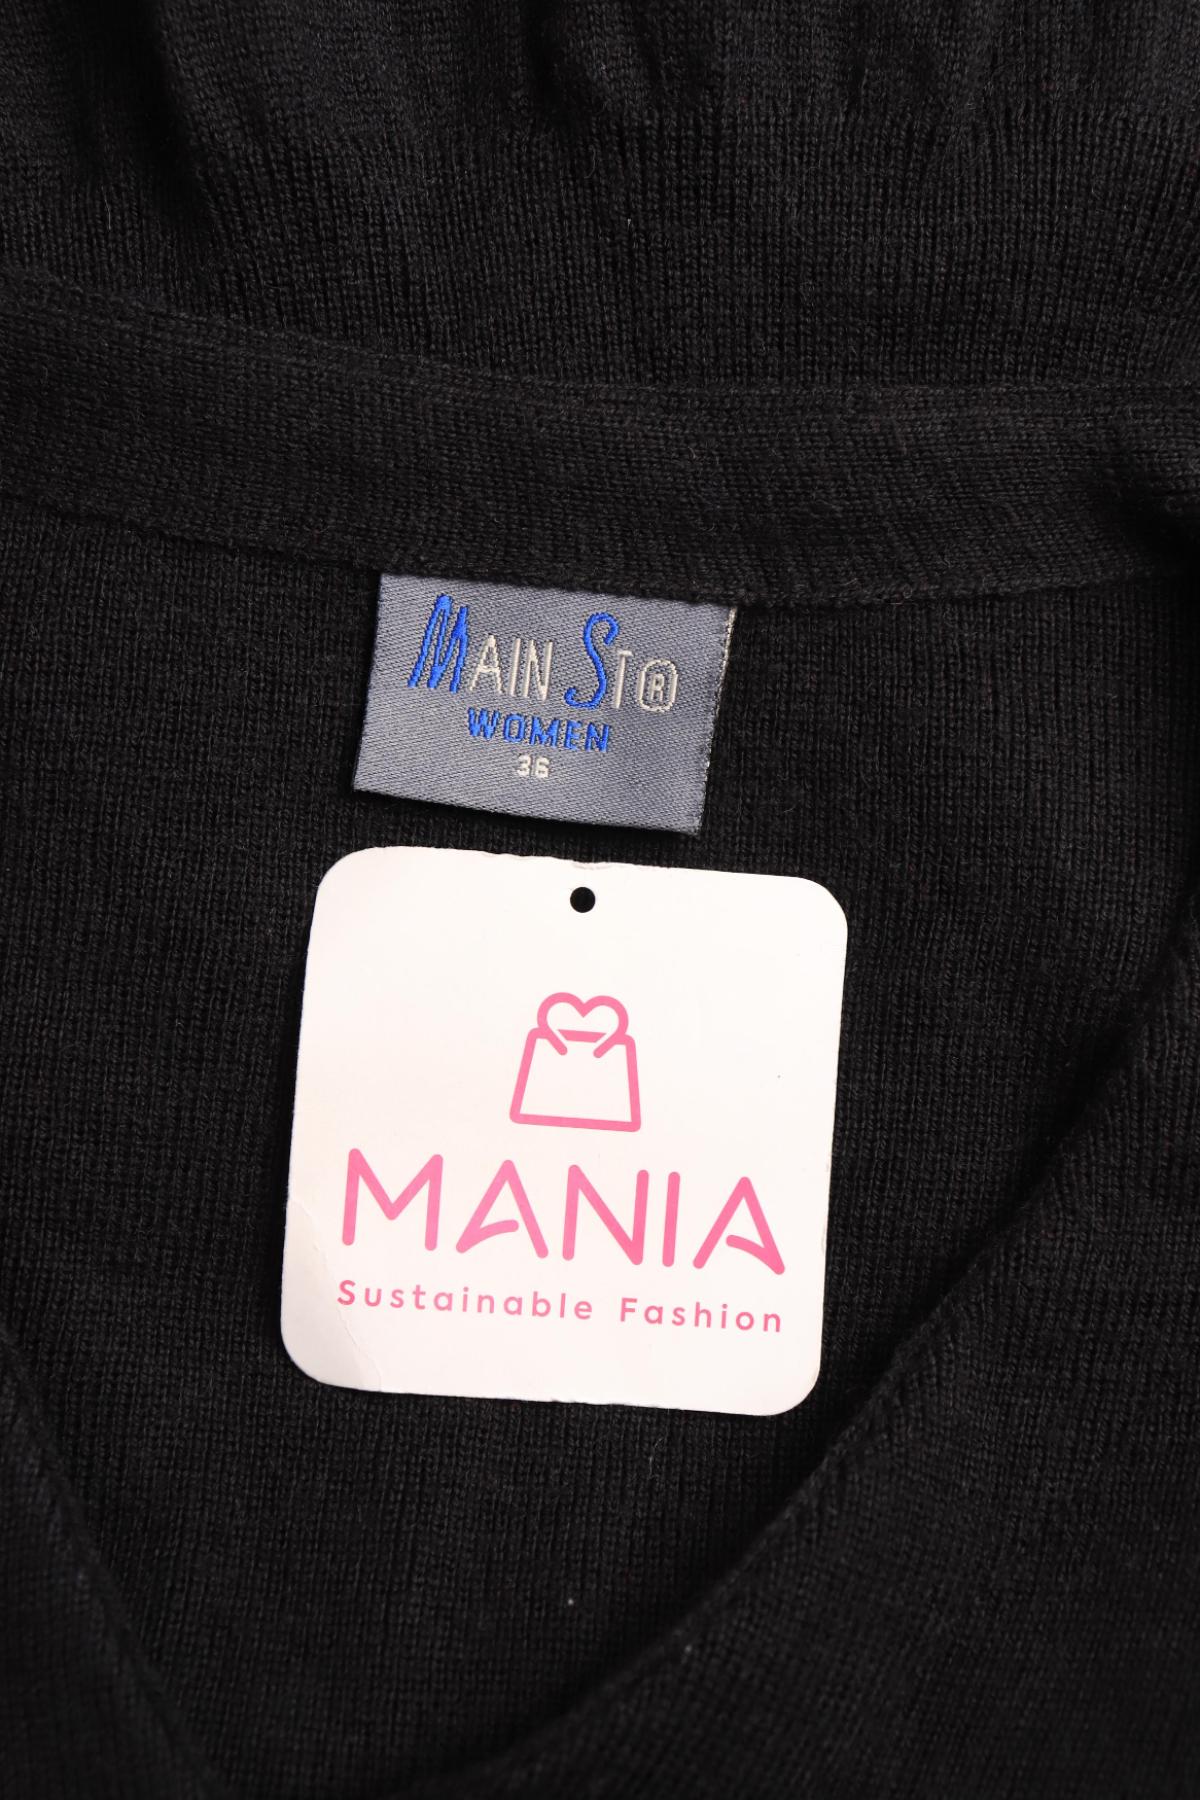 MAIN ST®
WOMEN
36
MANIA
Sustainable Fashion